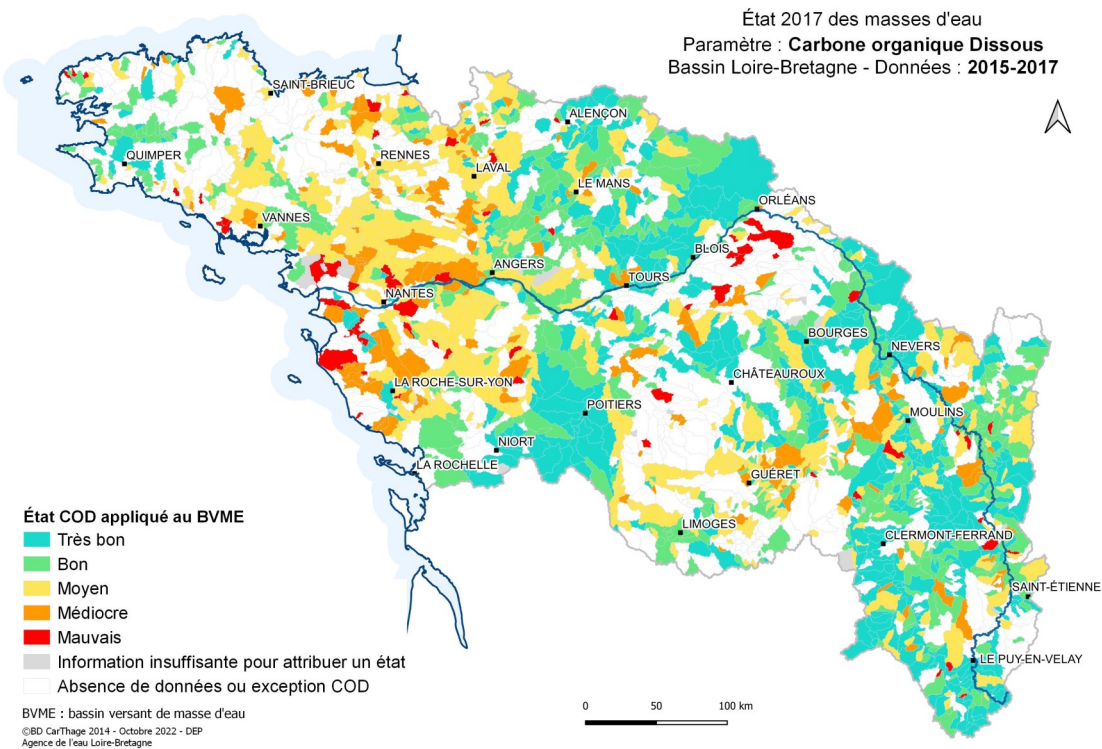 État 2017 des masses d'eau
Paramètre : Carbone organique Dissous
Bassin Loire-Bretagne - Données : 2015-2017
SAINT-BRIEUC
ALENÇON
QUIMPER
RENNES
LAVAL
LE MANS
ORLÉANS
VANNES
BLOIS
ANGERS
TOURS
NANTES
BOURGES
NEVERS
CHÂTEAUROUX
LA ROCHE-SUR-YON
POITIERS
MOULINS
NIORT
LA ROCHELLE
GUÉRET
LIMOGES
CLERMONT-FERRAND
SAINT-ÉTIENNE
LE PUY-EN-VELAY
État COD appliqué au BVME
Très bon
Bon
Moyen
Médiocre
Mauvais
Information insuffisante pour attribuer un état
Absence de données ou exception COD
BVME : bassin versant de masse d'eau
©BD CarThage 2014 - Octobre 2022 - DEP
Agence de l'eau Loire-Bretagne
0 50 100 km